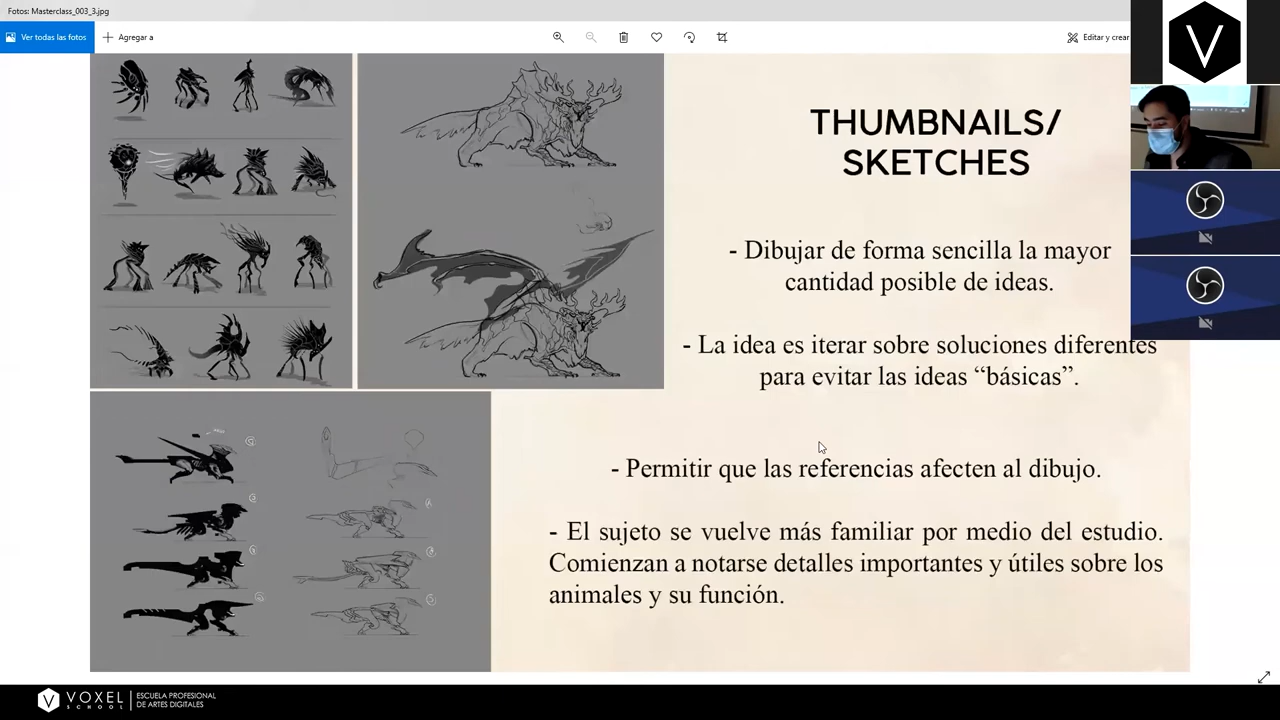 Fotos: Masterclass_003_3.jpg
Ver todas las fotos
Agregar a
Editar y crear
V
THUMBNAILS/
SKETCHES
- Dibujar de forma sencilla la mayor
cantidad posible de ideas.
- La idea es iterar sobre soluciones diferentes
para evitar las ideas “básicas”.
- Permitir que las referencias afecten al dibujo.
- El sujeto se vuelve más familiar por medio del estudio.
Comienzan a notarse detalles importantes y útiles sobre los
animales y su función.
VOXEL
SCHOOL
ESCUELA PROFESIONAL
DE ARTES DIGITALES